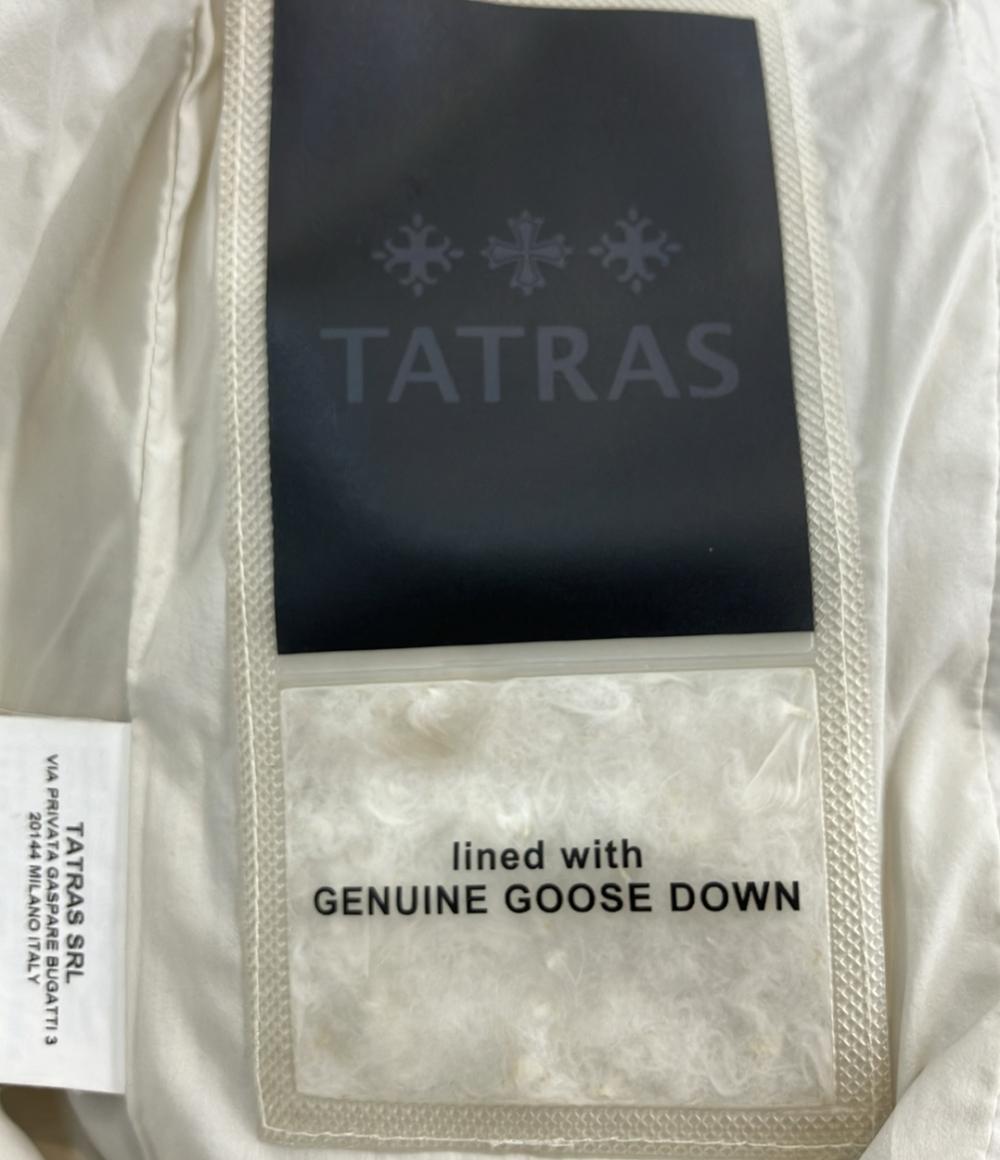 TATRAS
lined with
GENUINE GOOSE DOWN
TATRAS SRL
VIA PRIVATA GASPARE BUGATTI 3
20144 MILANO ITALY